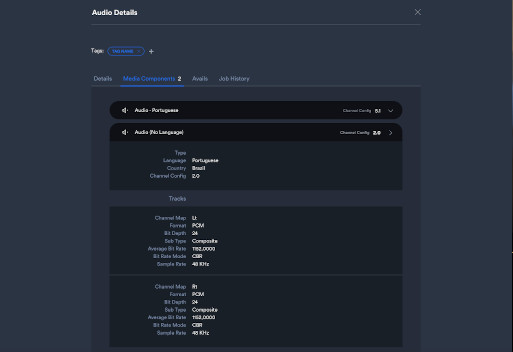 Audio Details
Tags: TAG NAME +
Details Media Components 2 Avails Job History
Audio - Portuguese Channel Config 5.1
Audio (No Language) Channel Config 2.0
Type
Language Portuguese
Country Brazil
Channel Config 2.0
Tracks
Channel Map Lt
Format PCM
Bit Depth 24
Sub Type Composite
Average Bit Rate 1152,0000
Bit Rate Mode CBR
Sample Rate 48 KHz
Channel Map Rt
Format PCM
Bit Depth 24
Sub Type Composite
Average Bit Rate 1152,0000
Bit Rate Mode CBR
Sample Rate 48 KHz